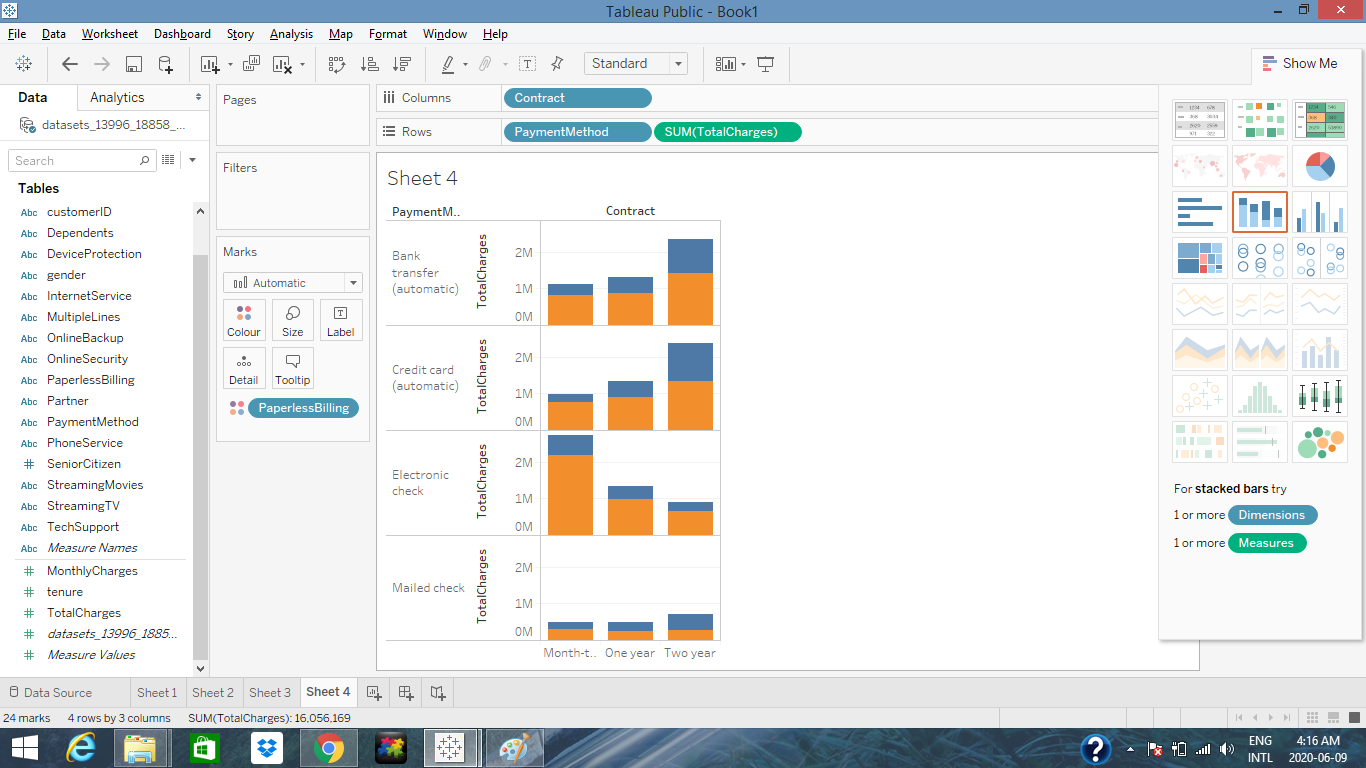 Tableau Public - Book1
File Data Worksheet Dashboard Story Analysis Map Format Window Help
Standard
Show Me
Data Analytics
datasets_13996_18858_...
Search
Tables
Abc customerID
Abc Dependents
Abc DeviceProtection
Abc gender
Abc InternetService
Abc MultipleLines
Abc OnlineBackup
Abc OnlineSecurity
Abc PaperlessBilling
Abc Partner
Abc PaymentMethod
Abc PhoneService
# SeniorCitizen
Abc StreamingMovies
Abc StreamingTV
Abc TechSupport
Abc Measure Names
# MonthlyCharges
# tenure
# TotalCharges
# datasets_13996_1885...
# Measure Values
Pages
Filters
Marks
Automatic
Colour Size Label
Detail Tooltip
PaperlessBilling
Columns Contract
Rows PaymentMethod SUM(TotalCharges)
Sheet 4
PaymentM.. Contract
Bank
transfer
(automatic)
TotalCharges
2M
1M
0M
Credit card
(automatic)
TotalCharges
2M
1M
0M
Electronic
check
TotalCharges
2M
1M
0M
Mailed check
TotalCharges
2M
1M
0M
Month-t.. One year Two year
For stacked bars try
1 or more Dimensions
1 or more Measures
Data Source Sheet 1 Sheet 2 Sheet 3 Sheet 4
24 marks 4 rows by 3 columns SUM(TotalCharges): 16,056,169
ENG 4:16 AM
INTL 2020-06-09